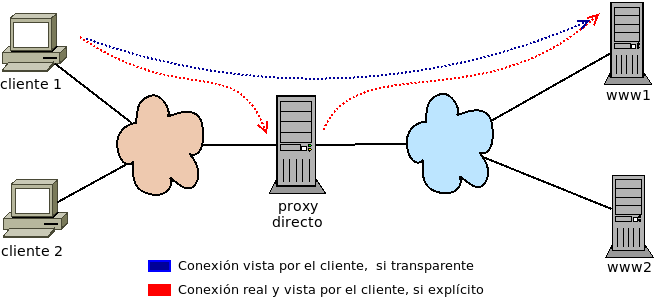 cliente 1
www1
proxy
directo
cliente 2
www2
Conexión vista por el cliente, si transparente
Conexión real y vista por el cliente, si explícito